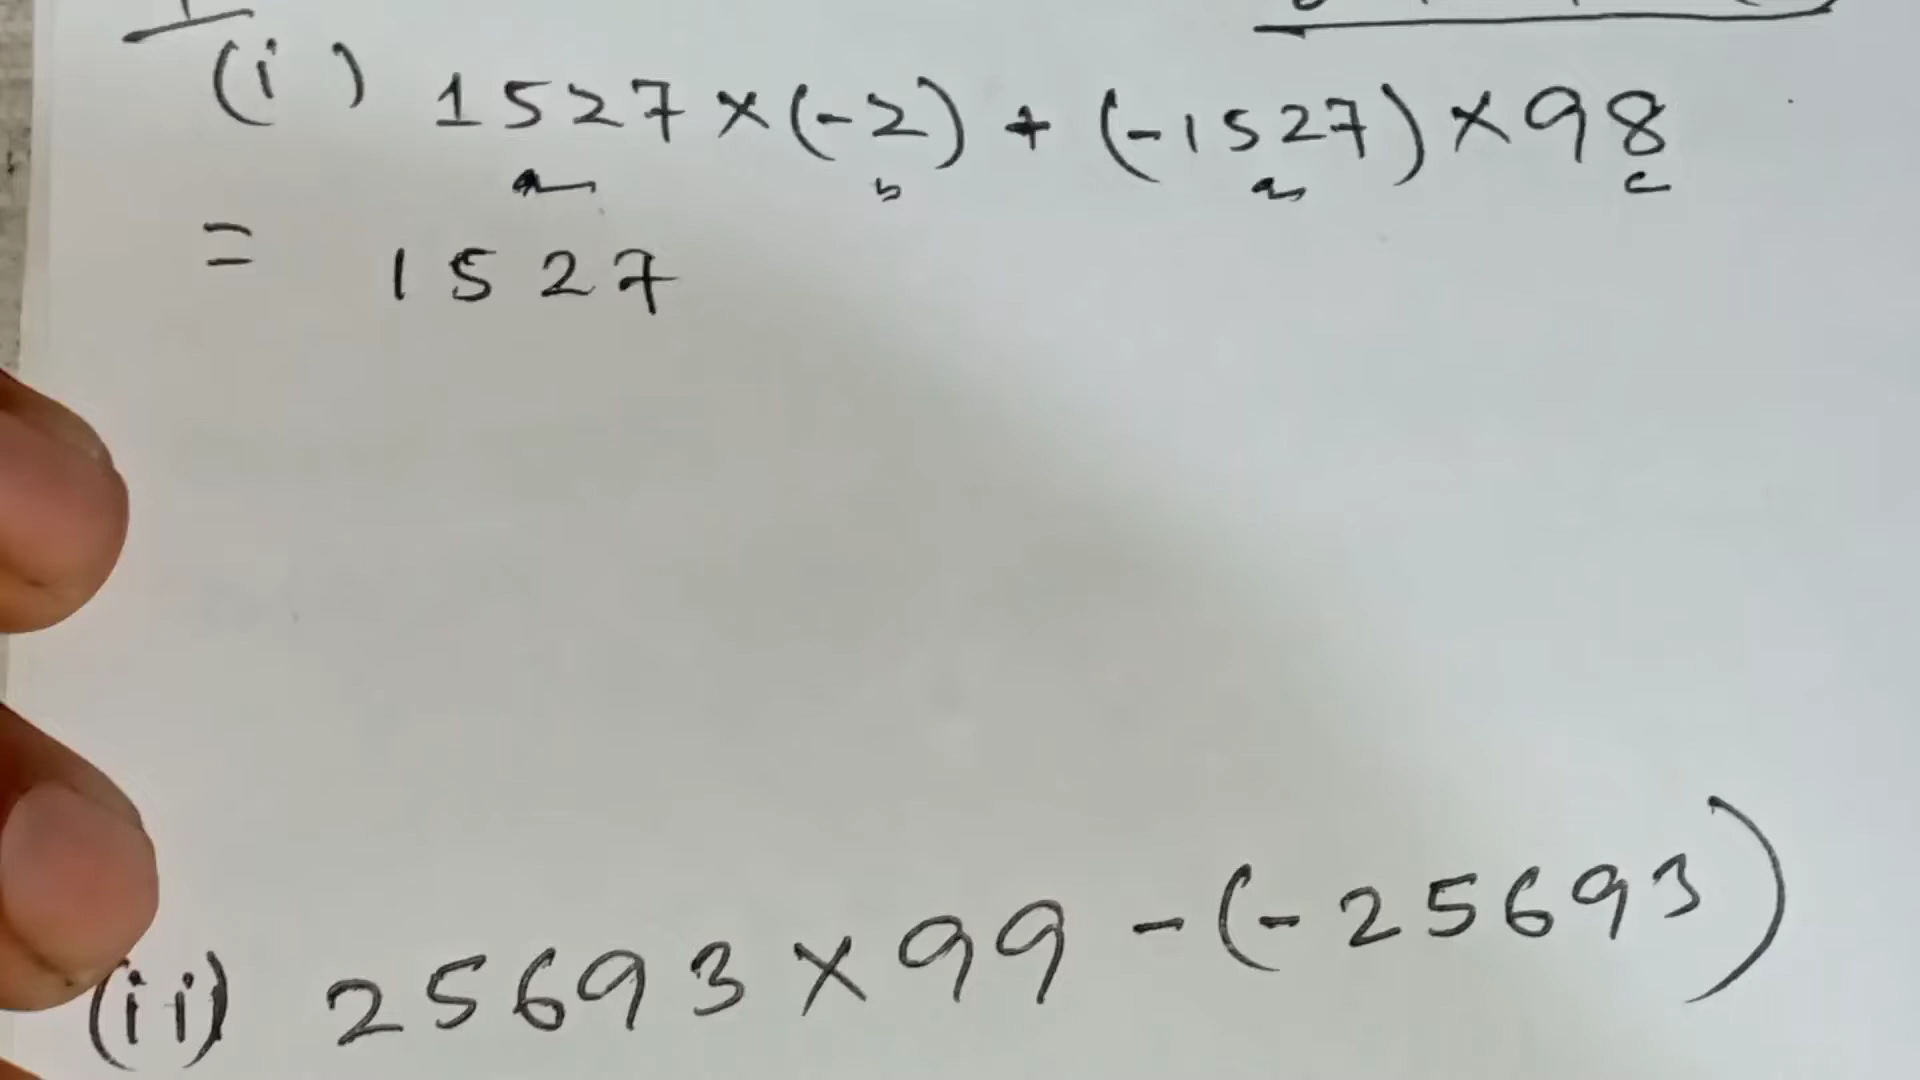 (i) 1527 × (-2) + (-1527) × 98
a b a c
= 1527
(ii) 25693 × 99 - (-25693)